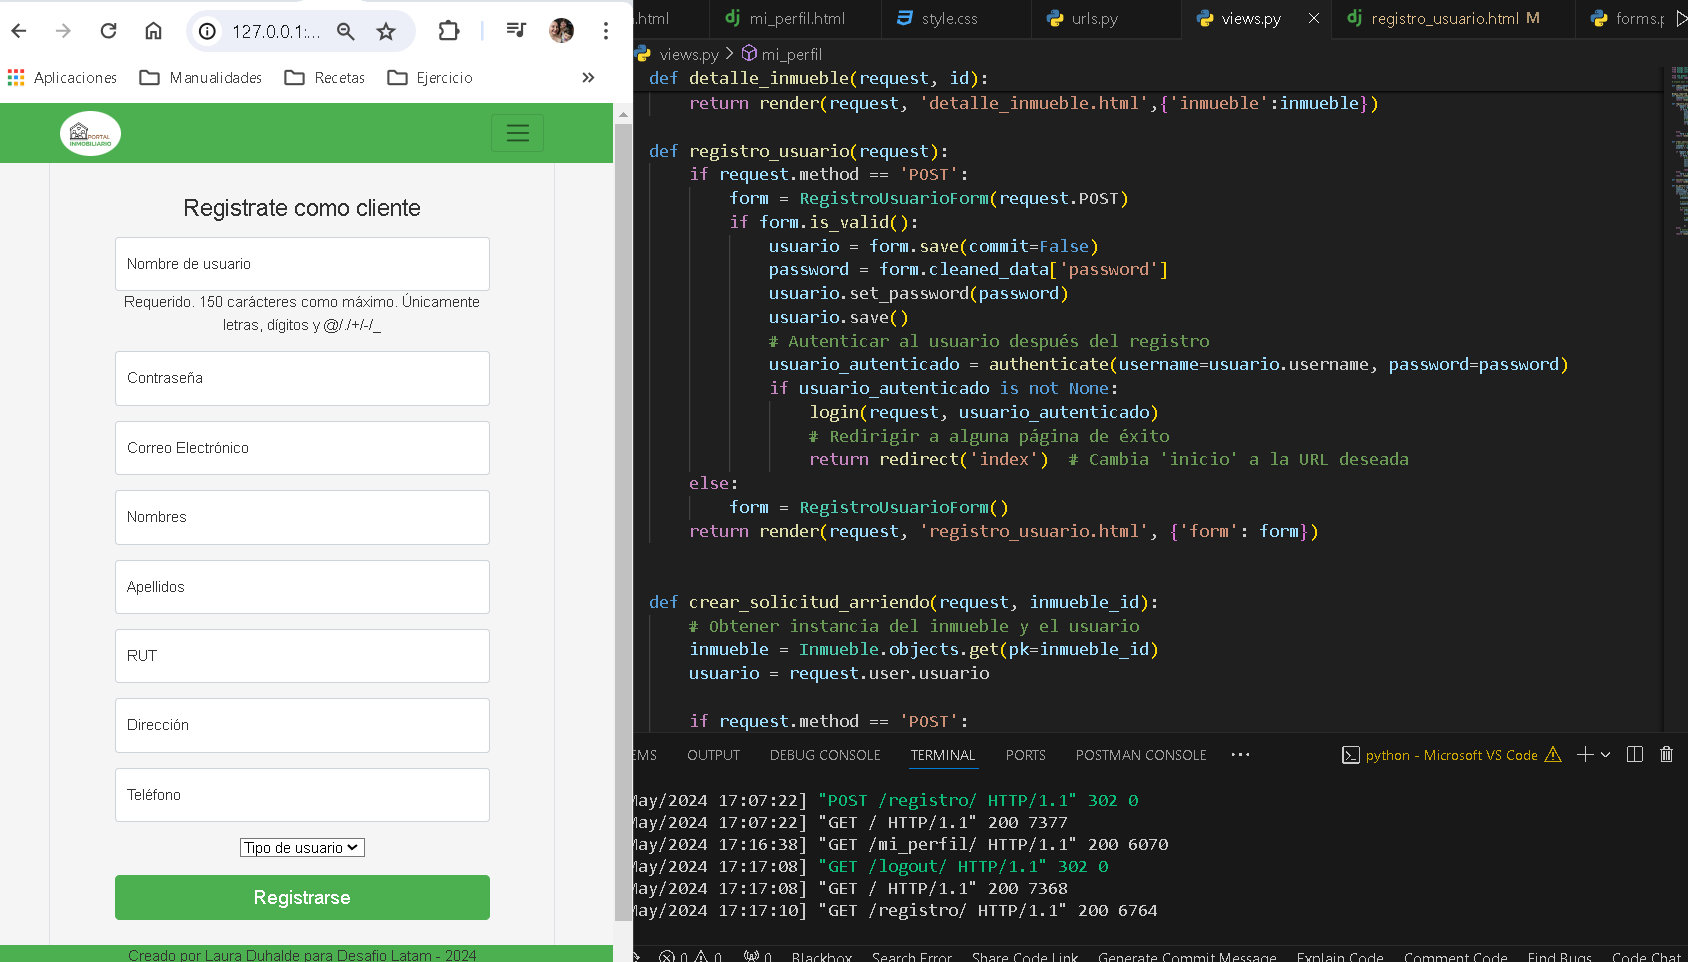 127.0.0.1:...
Aplicaciones
Manualidades
Recetas
Ejercicio
»
PORTAL
INMOBILIARIO
Registrate como cliente
Nombre de usuario
Requerido. 150 carácteres como máximo. Únicamente
letras, dígitos y @/./+/-/_
Contraseña
Correo Electrónico
Nombres
Apellidos
RUT
Dirección
Teléfono
Tipo de usuario
Registrarse
Creado por Laura Duhalde para Desafio Latam - 2024
.html
mi_perfil.html
style.css
urls.py
views.py
registro_usuario.html M
forms.p
views.py > mi_perfil
def detalle_inmueble(request, id):
return render(request, 'detalle_inmueble.html',{'inmueble':inmueble})
def registro_usuario(request):
if request.method == 'POST':
form = RegistroUsuarioForm(request.POST)
if form.is_valid():
usuario = form.save(commit=False)
password = form.cleaned_data['password']
usuario.set_password(password)
usuario.save()
# Autenticar al usuario después del registro
usuario_autenticado = authenticate(username=usuario.username, password=password)
if usuario_autenticado is not None:
login(request, usuario_autenticado)
# Redirigir a alguna página de éxito
return redirect('index')  # Cambia 'inicio' a la URL deseada
else:
form = RegistroUsuarioForm()
return render(request, 'registro_usuario.html', {'form': form})
def crear_solicitud_arriendo(request, inmueble_id):
# Obtener instancia del inmueble y el usuario
inmueble = Inmueble.objects.get(pk=inmueble_id)
usuario = request.user.usuario
if request.method == 'POST':
EMS
OUTPUT
DEBUG CONSOLE
TERMINAL
PORTS
POSTMAN CONSOLE
python - Microsoft VS Code
May/2024 17:07:22] "POST /registro/ HTTP/1.1" 302 0
May/2024 17:07:22] "GET / HTTP/1.1" 200 7377
May/2024 17:16:38] "GET /mi_perfil/ HTTP/1.1" 200 6070
May/2024 17:17:08] "GET /logout/ HTTP/1.1" 302 0
May/2024 17:17:08] "GET / HTTP/1.1" 200 7368
May/2024 17:17:10] "GET /registro/ HTTP/1.1" 200 6764
0
0
0
Blackbox
Search Error
Share Code Link
Generate Commit Message
Explain Code
Comment Code
Find Bugs
Code Chat